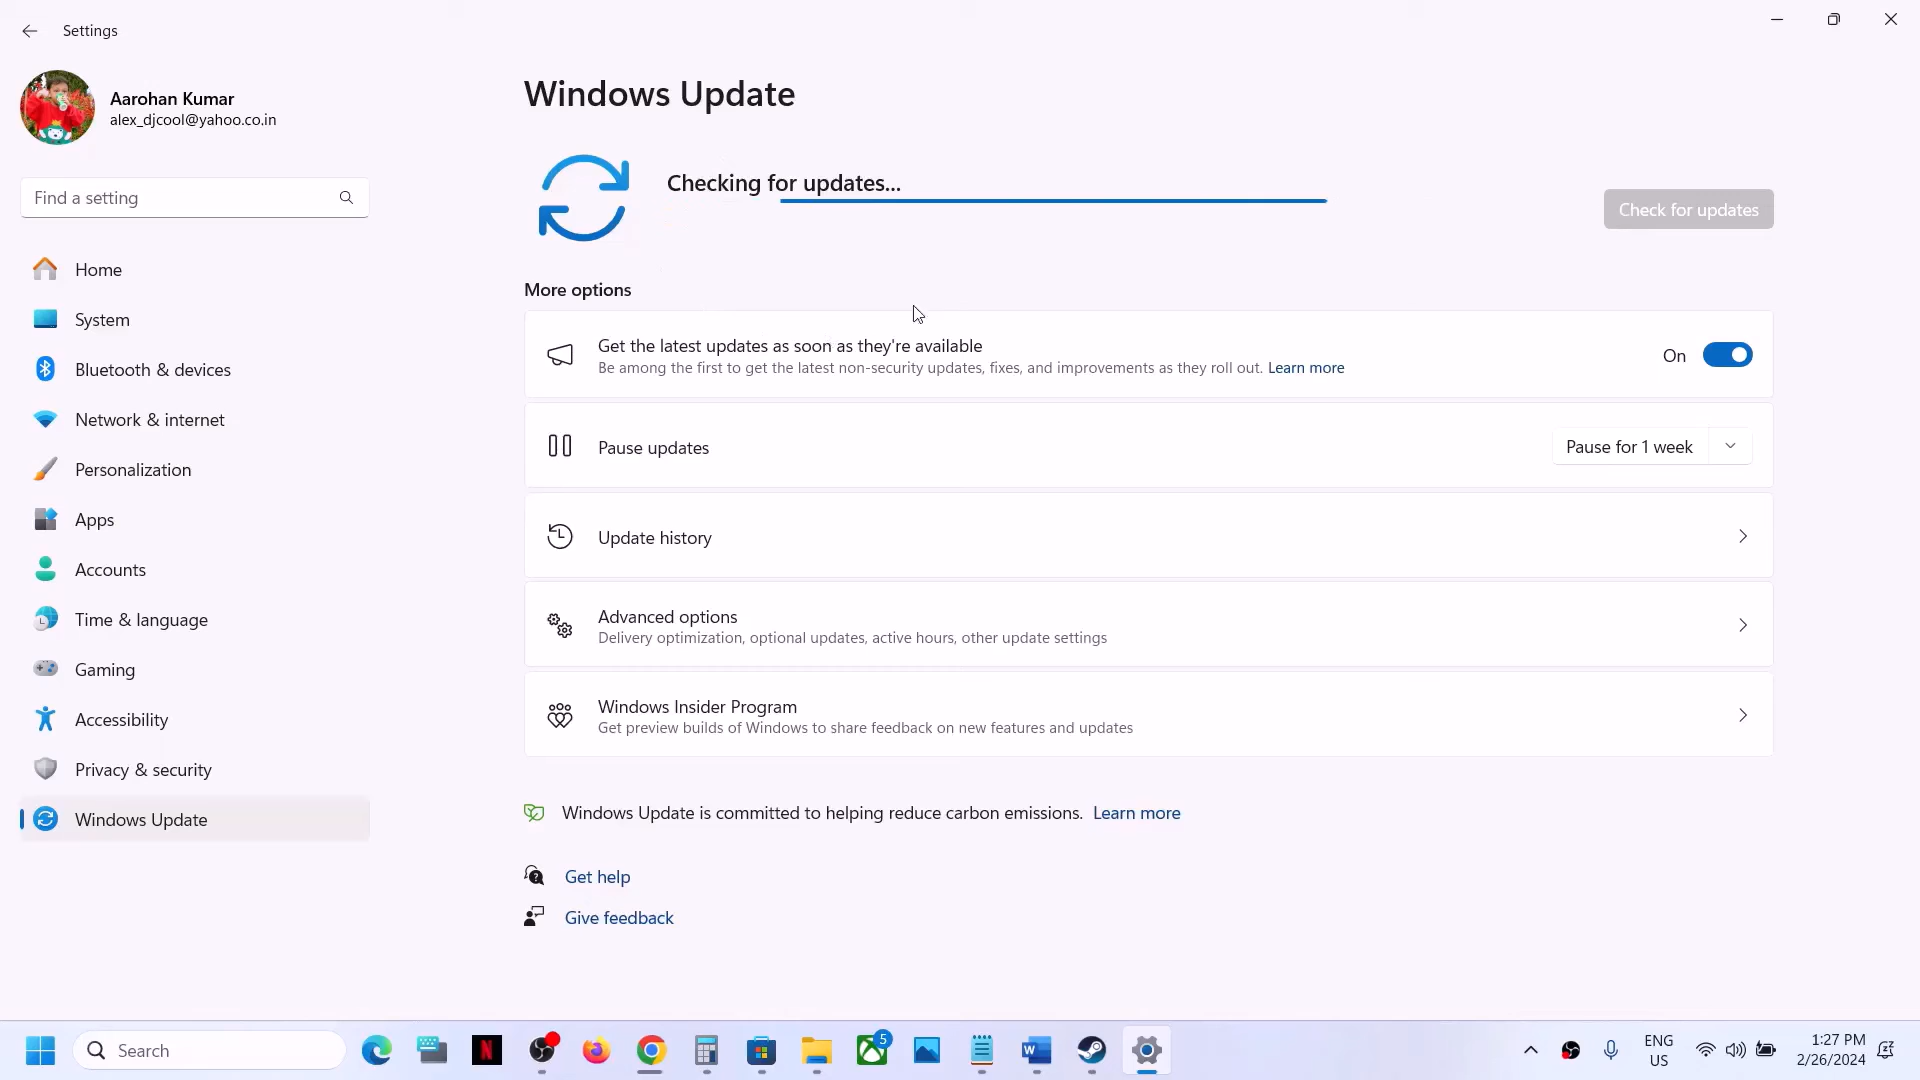 Settings
Aarohan Kumar
alex_djcool@yahoo.co.in
Find a setting
Home
System
Bluetooth & devices
Network & internet
Personalization
Apps
Accounts
Time & language
Gaming
Accessibility
Privacy & security
Windows Update
Windows Update
Checking for updates...
Check for updates
More options
Get the latest updates as soon as they're available
Be among the first to get the latest non-security updates, fixes, and improvements as they roll out. Learn more
On
Pause updates
Pause for 1 week
Update history
Advanced options
Delivery optimization, optional updates, active hours, other update settings
Windows Insider Program
Get preview builds of Windows to share feedback on new features and updates
Windows Update is committed to helping reduce carbon emissions. Learn more
Get help
Give feedback
Search
N
5
W
ENG
US
1:27 PM
2/26/2024